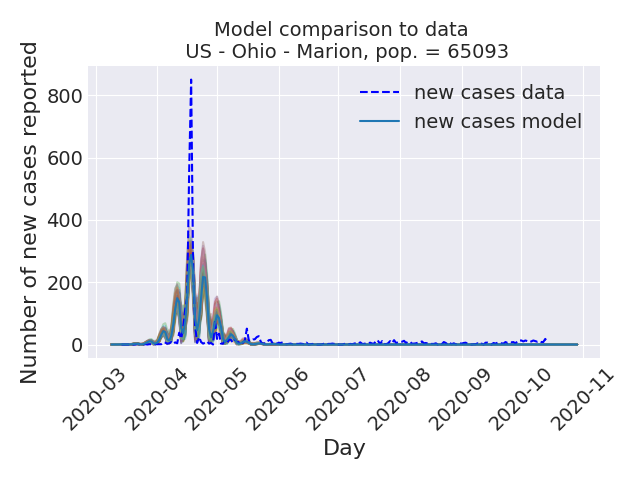 Model comparison to data
US - Ohio - Marion, pop. = 65093
Number of new cases reported
800
600
400
200
0
new cases data
new cases model
2020-03
2020-04
2020-05
2020-06
2020-07
2020-08
2020-09
2020-10
2020-11
Day